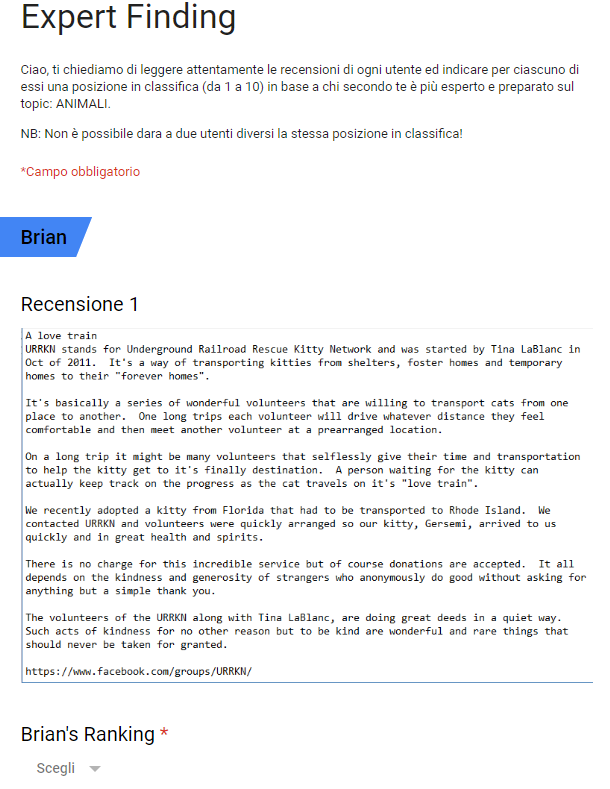 Expert Finding
Ciao, ti chiediamo di leggere attentamente le recensioni di ogni utente ed indicare per ciascuno di
essi una posizione in classifica (da 1 a 10) in base a chi secondo te è più esperto e preparato sul
topic: ANIMALI.
NB: Non è possibile dara a due utenti diversi la stessa posizione in classifica!
*Campo obbligatorio
Brian
Recensione 1
A love train
URRKN stands for Underground Railroad Rescue Kitty Network and was started by Tina LaBlanc in
Oct of 2011.  It's a way of transporting kitties from shelters, foster homes and temporary
homes to their "forever homes".
It's basically a series of wonderful volunteers that are willing to transport cats from one
place to another.  One long trips each volunteer will drive whatever distance they feel
comfortable and then meet another volunteer at a prearranged location.
On a long trip it might be many volunteers that selflessly give their time and transportation
to help the kitty get to it's finally destination.  A person waiting for the kitty can
actually keep track on the progress as the cat travels on it's "love train".
We recently adopted a kitty from Florida that had to be transported to Rhode Island.  We
contacted URRKN and volunteers were quickly arranged so our kitty, Gersemi, arrived to us
quickly and in great health and spirits.
There is no charge for this incredible service but of course donations are accepted.  It all
depends on the kindness and generosity of strangers who anonymously do good without asking for
anything but a simple thank you.
The volunteers of the URRKN along with Tina LaBlanc, are doing great deeds in a quiet way.
Such acts of kindness for no other reason but to be kind are wonderful and rare things that
should never be taken for granted.
https://www.facebook.com/groups/URRKN/
Brian's Ranking *
Scegli